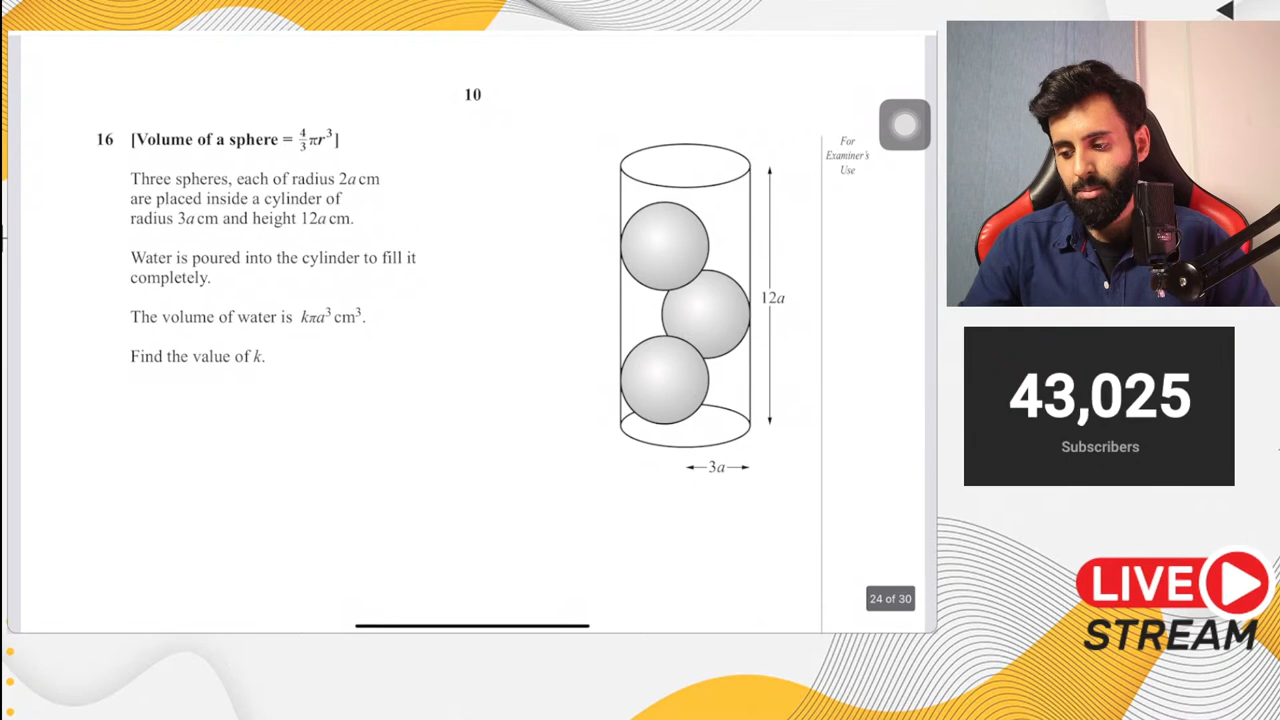 10
16 [Volume of a sphere = 4/3 πr³]
For
Examiner's
Use
Three spheres, each of radius 2a cm
are placed inside a cylinder of
radius 3a cm and height 12a cm.
Water is poured into the cylinder to fill it
completely.
The volume of water is kπa³ cm³.
Find the value of k.
12a
3a
24 of 30
43,025
Subscribers
LIVE
STREAM